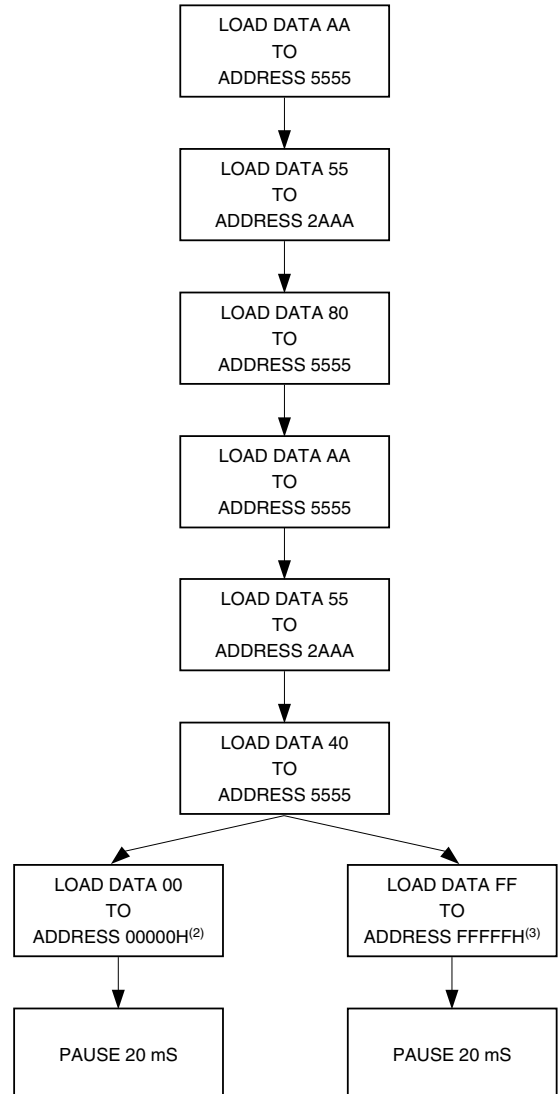 LOAD DATA AA
TO
ADDRESS 5555
LOAD DATA 55
TO
ADDRESS 2AAA
LOAD DATA 80
TO
ADDRESS 5555
LOAD DATA AA
TO
ADDRESS 5555
LOAD DATA 55
TO
ADDRESS 2AAA
LOAD DATA 40
TO
ADDRESS 5555
LOAD DATA 00
TO
ADDRESS 00000H(2)
PAUSE 20 mS
LOAD DATA FF
TO
ADDRESS FFFFFH(3)
PAUSE 20 mS